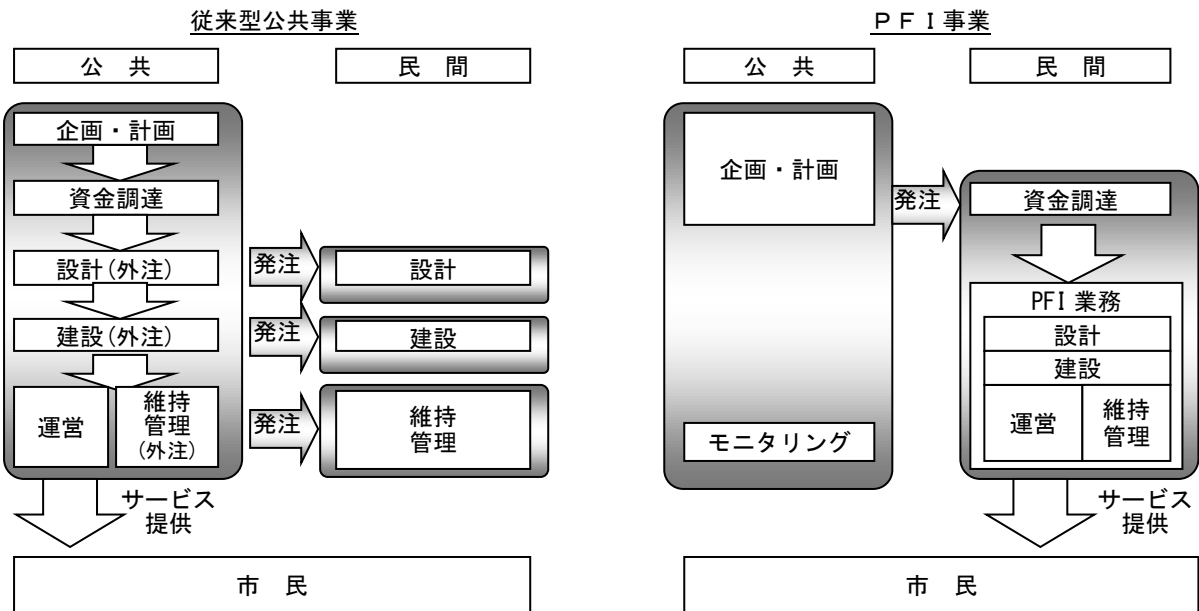 従来型公共事業
公　共
民　間
企画・計画
資金調達
設計(外注)
発注
設計
建設(外注)
発注
建設
運営
維持
管理
(外注)
発注
維持
管理
サービス
提供
市　民
ＰＦＩ事業
公　共
民　間
企画・計画
発注
資金調達
PFI 業務
設計
建設
運営
維持
管理
モニタリング
サービス
提供
市　民